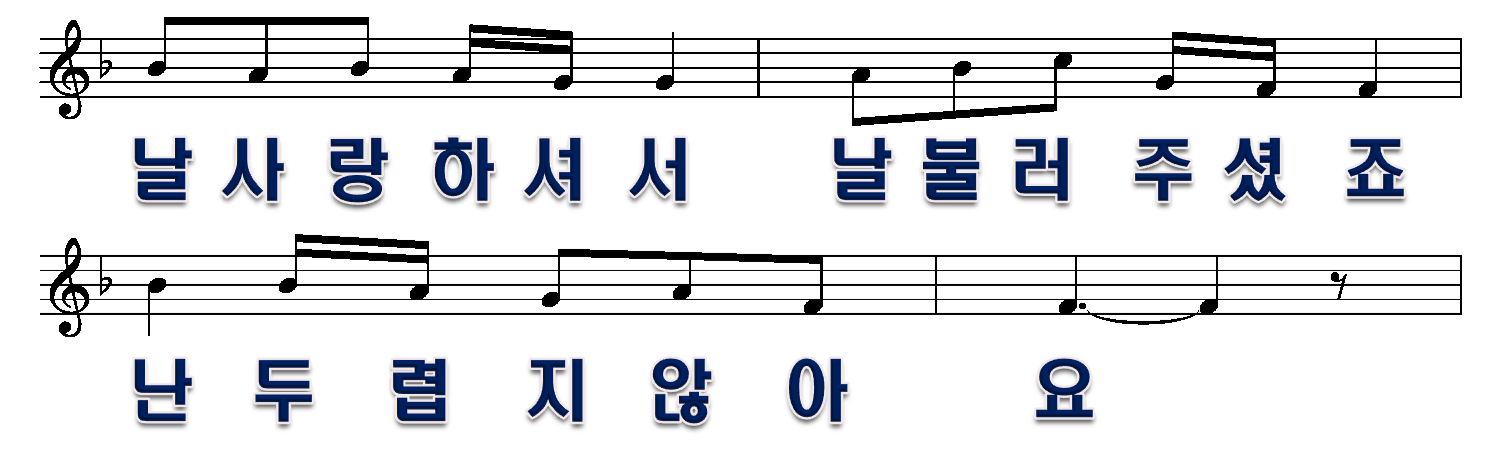 날 사 랑 하 셔 서 날 불 러 주 셨 죠
난 두 렵 지 않 아 요